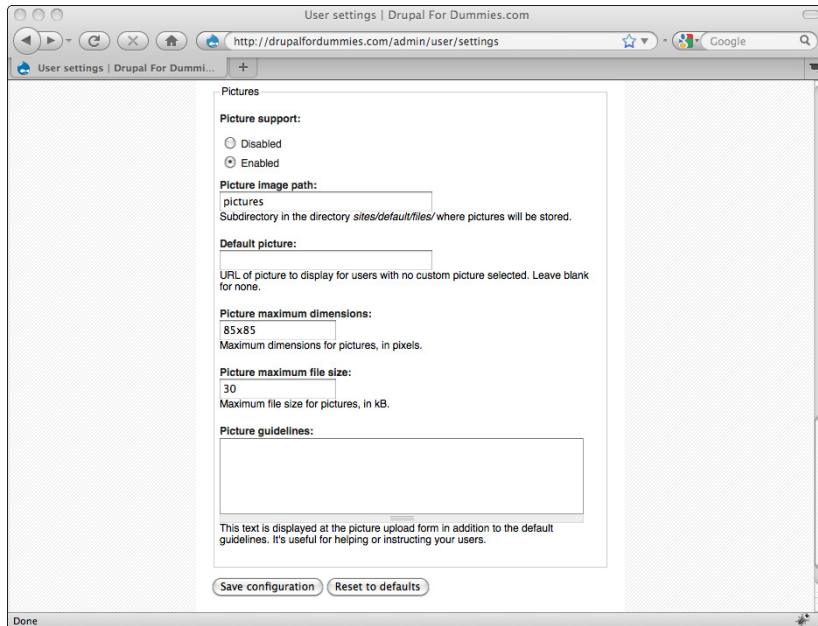 User settings | Drupal For Dummies.com
http://drupalfordummies.com/admin/user/settings
Google
User settings | Drupal For Dummi...
Pictures
Picture support:
Disabled
Enabled
Picture image path:
pictures
Subdirectory in the directory sites/default/files/ where pictures will be stored.
Default picture:
URL of picture to display for users with no custom picture selected. Leave blank
for none.
Picture maximum dimensions:
85x85
Maximum dimensions for pictures, in pixels.
Picture maximum file size:
30
Maximum file size for pictures, in kB.
Picture guidelines:
This text is displayed at the picture upload form in addition to the default
guidelines. It's useful for helping or instructing your users.
Save configuration Reset to defaults
Done